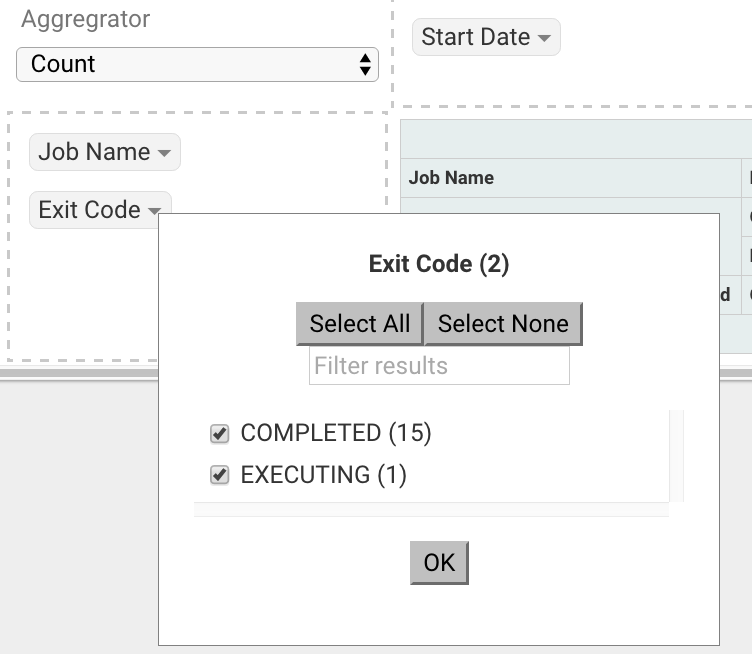 Aggregrator
Start Date
Count
Job Name
Job Name
Exit Code
Exit Code (2)
Select All
Select None
Filter results
COMPLETED (15)
EXECUTING (1)
OK